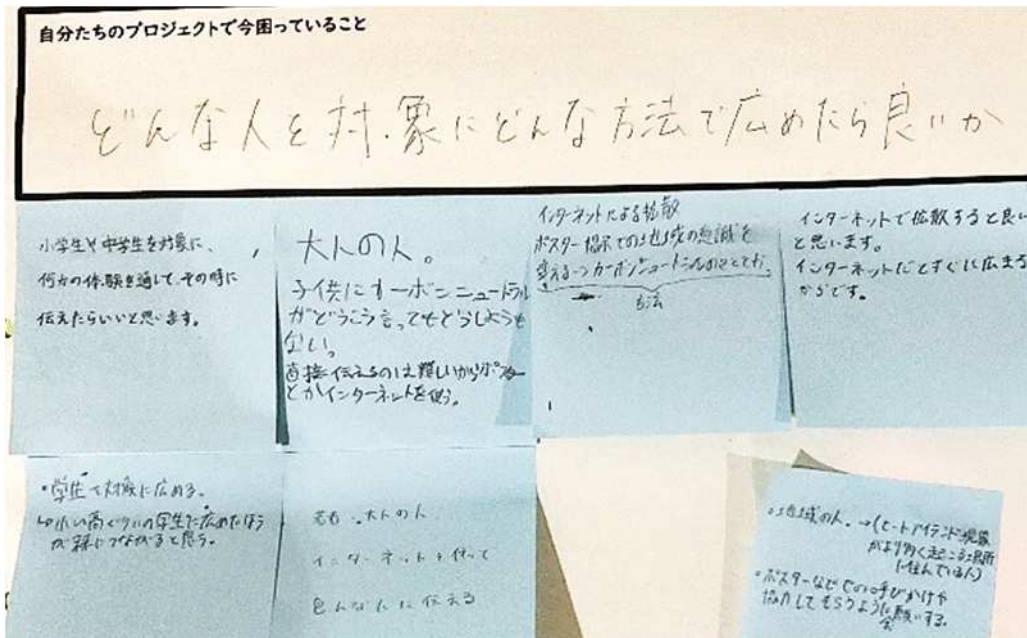 自分たちのプロジェクトで今困っていること
どんな人を対象にどんな方法で広めたら良いか
小学生や中学生を対象に、
何かの体験を通して、その時に
伝えたらいいと思います。
大人の人。
子供にカーボンニュートラル
がどうこう言ってもどうしようも
ない。
直接伝えるのは難しいからポスター
とかインターネットを使う。
インターネットによる拡散
ポスター掲示での地域の意識を
変える→カーボンニュートラルのこととか
方法
インターネットで拡散すると良い
と思います。
インターネットだとすぐに広まる
からです。
・学生を対象に広める。
小い高ぐらいの学生に広めたほう
がつながると思う。
若者、大人の人
インターネットを使って
色んな人に伝える
・地域の人。→(ヒートアイランド現象
がより多く起こる場所
に住んでいる人)
・ポスターなどでの呼びかけや
協力してもらうようにお願いする。